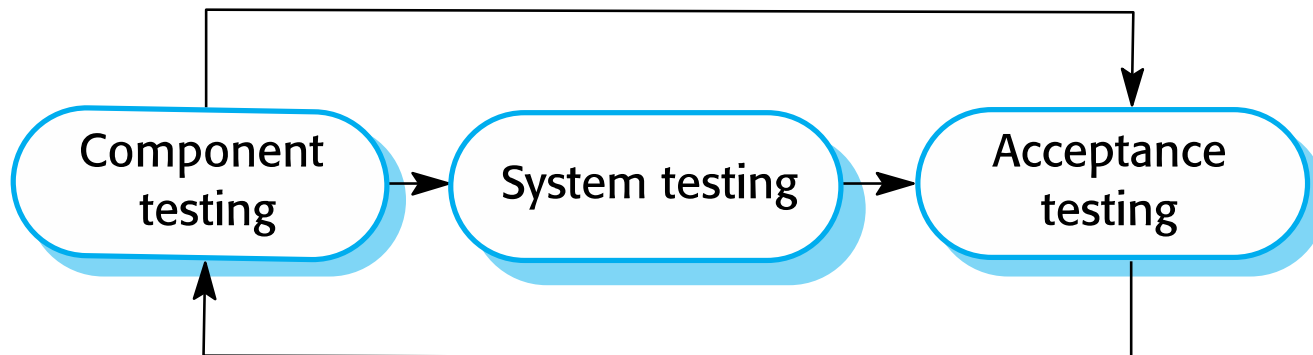 Component
testing
System testing
Acceptance
testing